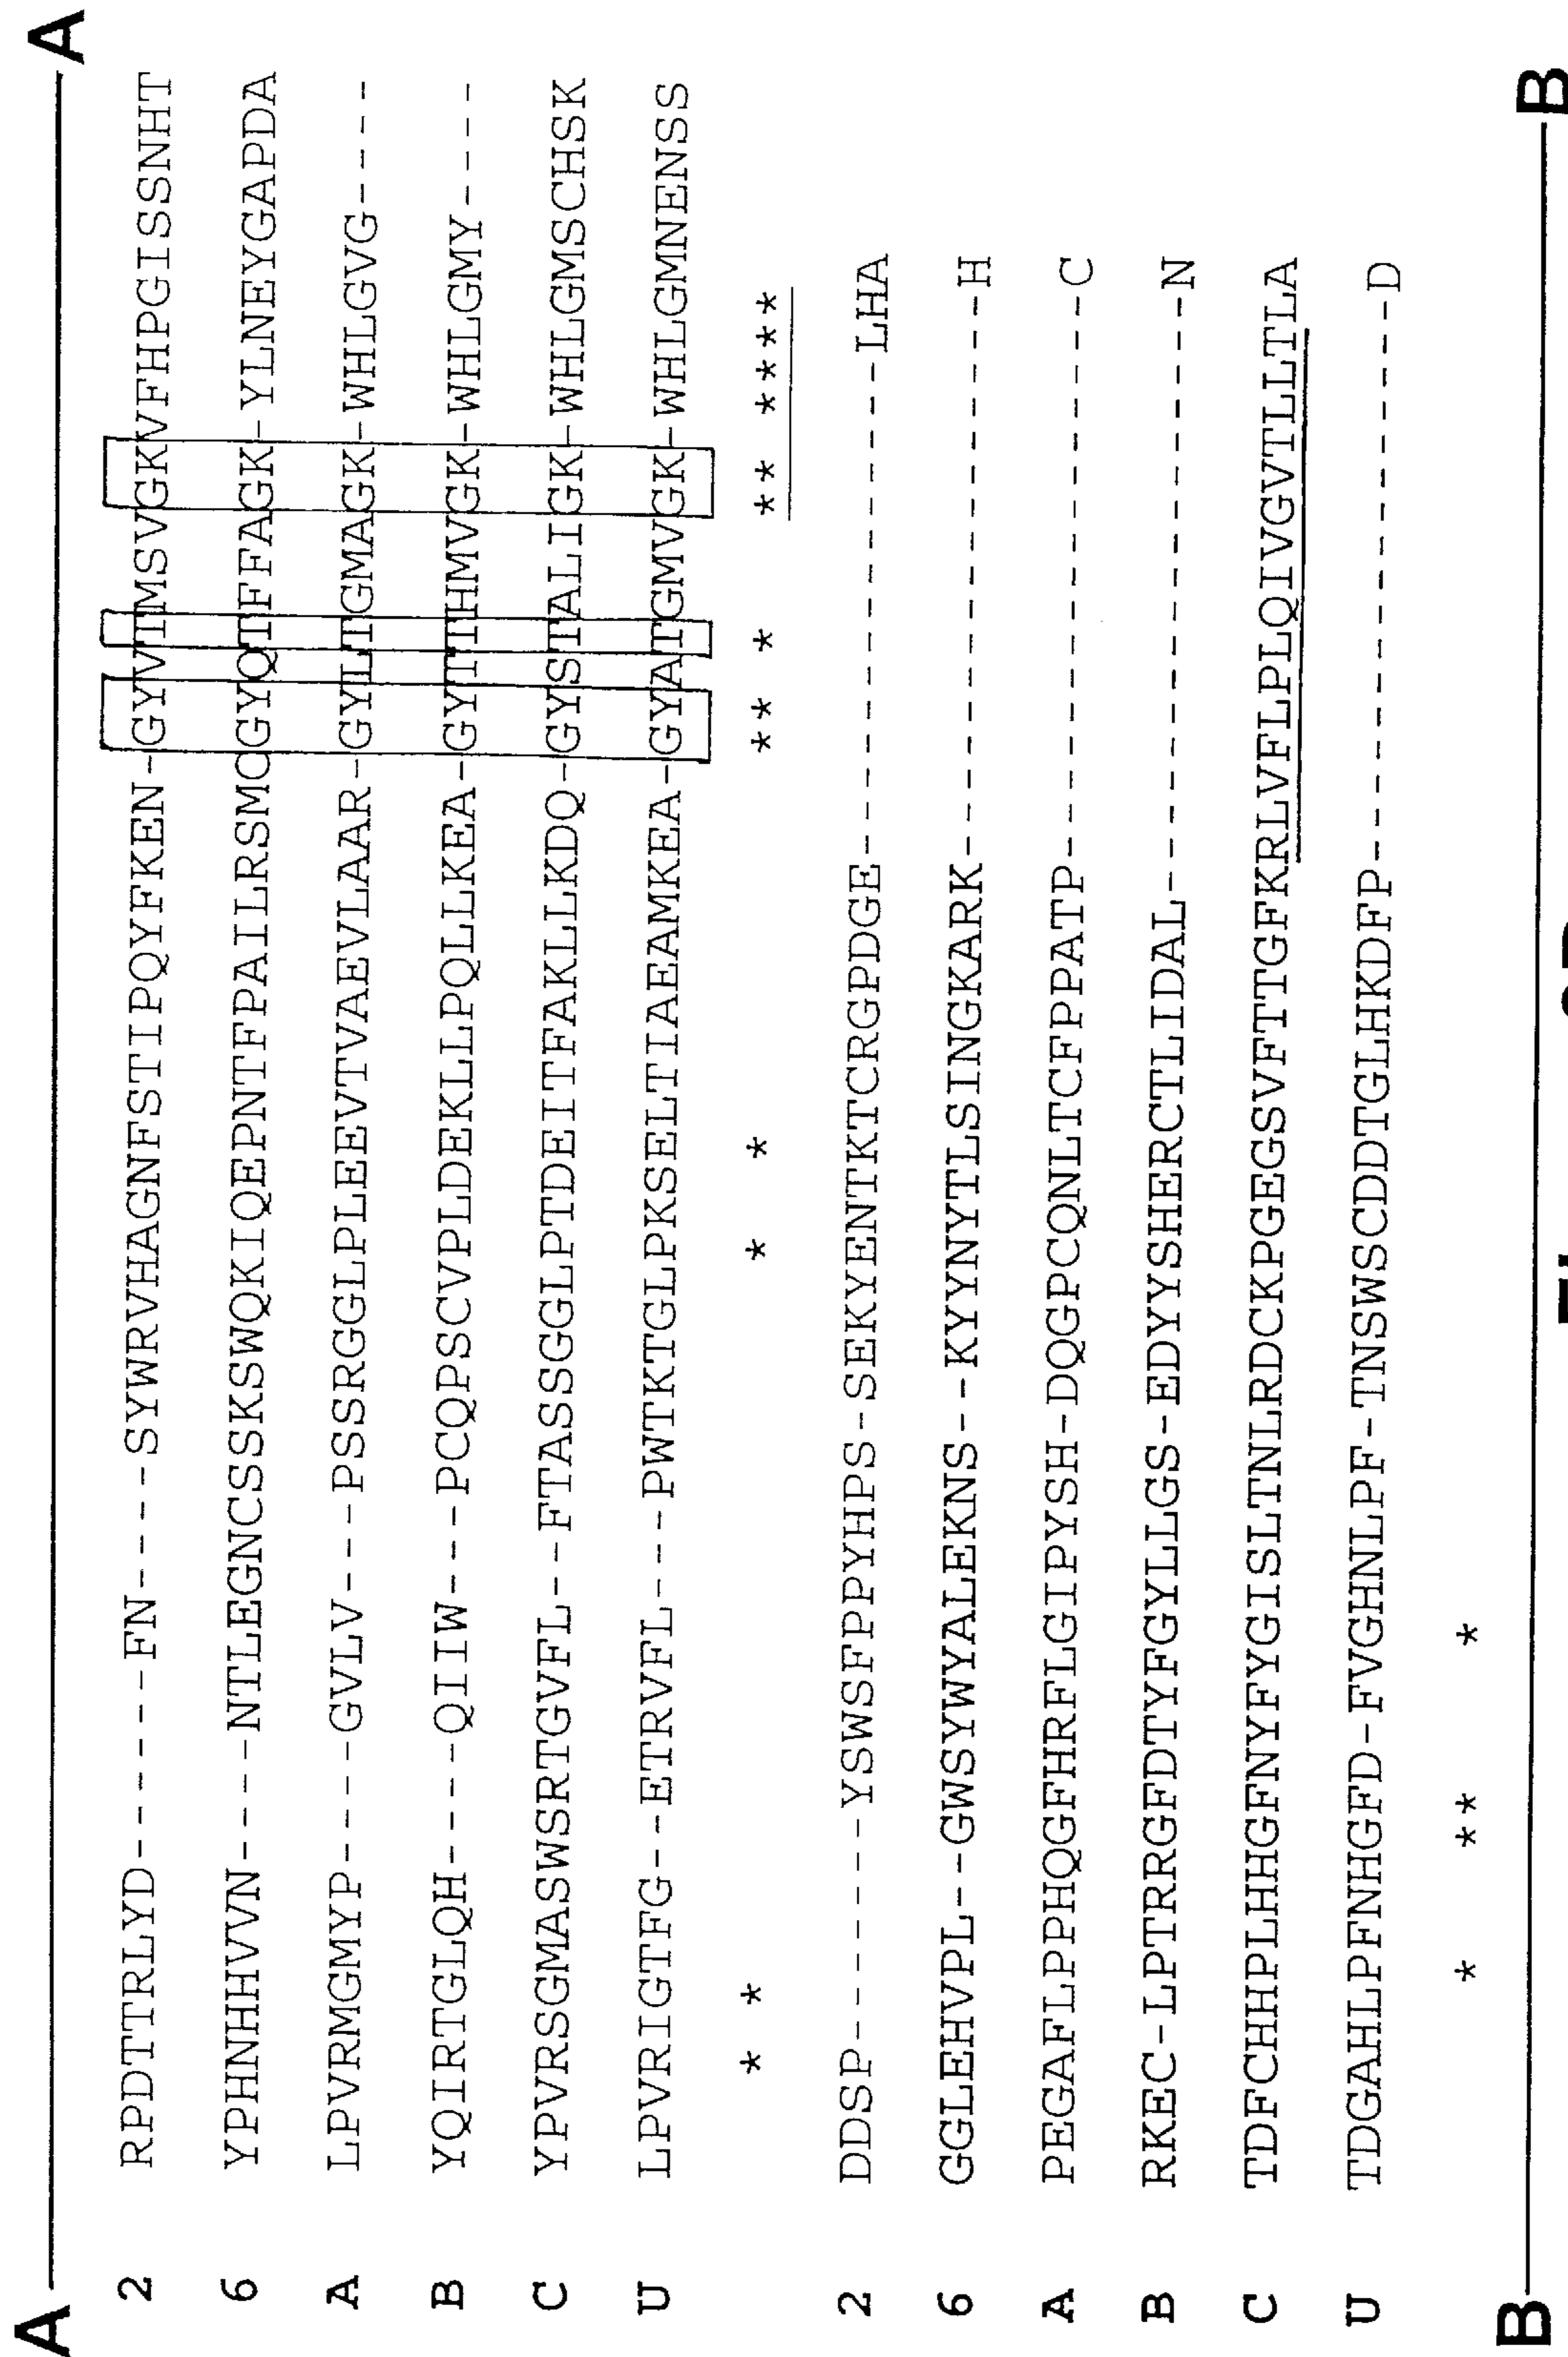 A A
2 RPDTTRLYD------FN-----SYWRVHAGNFSTIPQYFKEN-GYVTMSVGKVFHPGISSNHT
6 YPHNHHVVN----NTLEGNCSSKSWQKIQEPNTFPAILRSMCGYQTFFAGK-YLNEYGAPDA
A LPVRMGMYP----GVLV---PSSRGGLPLEEVTVAEVLAAR-GYLTGMAGK-WHLGVG----
B YQIRTGLQH----QIIW---PCQPSCVPLDEKLLPQLLKEA-GYTTHMVGK-WHLGMY----
C YPVRSGMASWSRTGVFL--FTASSGGLPTDEITFAKLLKDQ-GYSTALIGK-WHLGMSCHSK
U LPVRIGTFG--ETRVFL---PWTKTGLPKSELTIAEAMKEA-GYATGMVGK-WHLGMNENSS
* * * * ** * ** ****
2 DDSP-------YSWSFPPYHPS-SEKYENTKTCRGPDGE----------------LHA
6 GGLEHVPL--GWSYWYALEKNS--KYYNYTLSINGKARK------------------H
A PEGAFLPPHQGFHRFLGIPYSH-DQGPCQNLTCFPPATP------------------C
B RKEC-LPTRRGFDTYFGYLLGS-EDYYSHERCTLIDAL-------------------N
C TDFCHHPLHHGFNYFYGISLTNLRDCKPGEGSVFTTGFKRLVFLPLQIVGVTLLTLA
U TDGAHLPFNHGFD-FVGHNLPF-TNSWSCDDTGLHKDFP------------------D
* ** *
B B